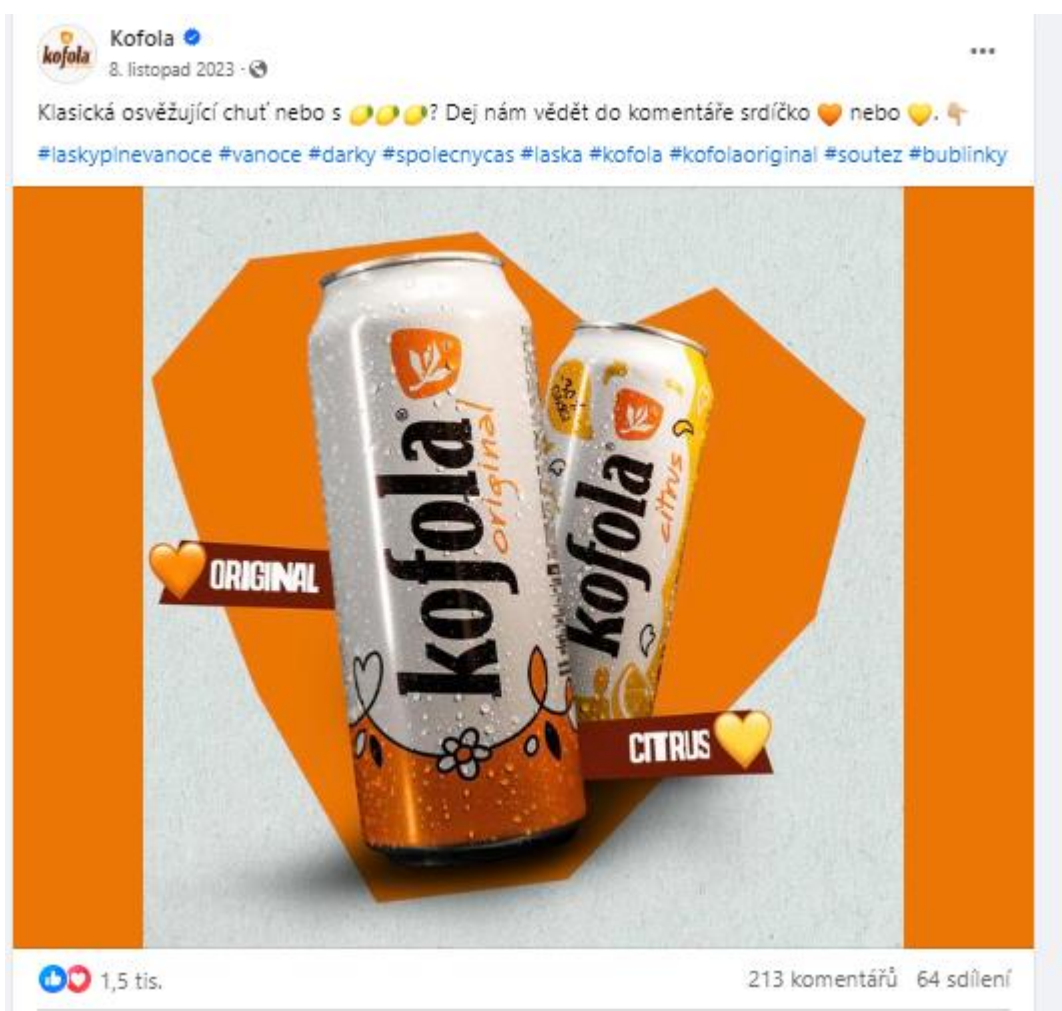 Kofola
kofola
8. listopad 2023 ·
Klasická osvěžující chuť nebo s 🍋🍋🍋? Dej nám vědět do komentáře srdíčko 🧡 nebo 💛. 👇🏼
#laskyplnevanoce #vanoce #darky #spolecnycas #laska #kofola #kofolaoriginal #soutez #bublinky
kofola®
original
kofola®
citrus
🧡 ORIGINAL
CITRUS 💛
1,5 tis.
213 komentářů 64 sdílení